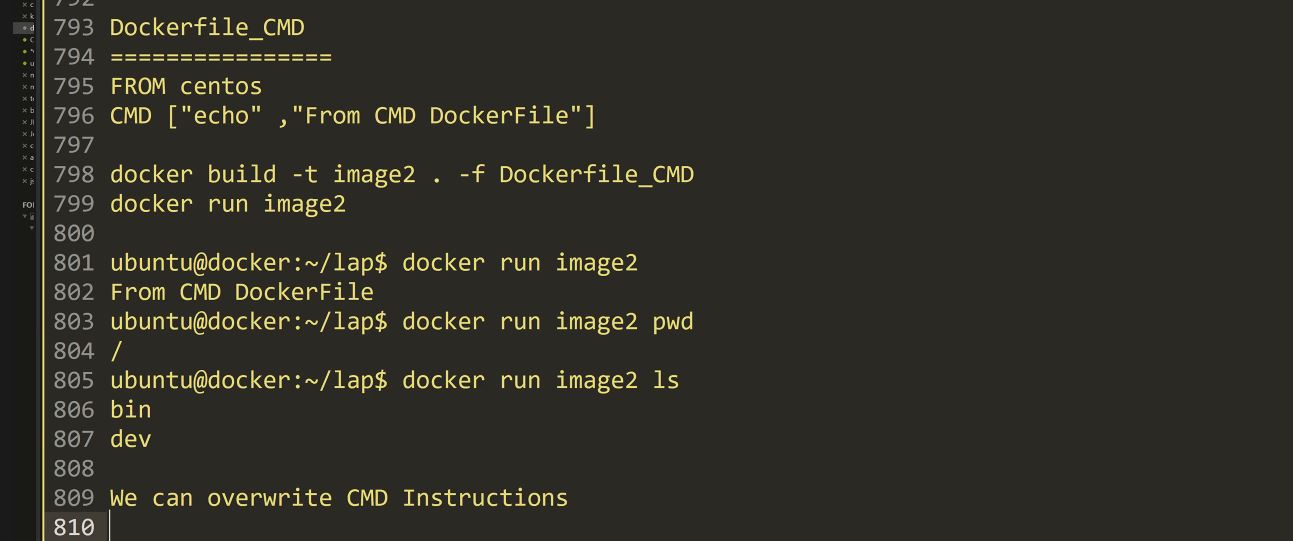 793 Dockerfile_CMD
794 ================
795 FROM centos
796 CMD ["echo" ,"From CMD DockerFile"]
797
798 docker build -t image2 . -f Dockerfile_CMD
799 docker run image2
800
801 ubuntu@docker:~/lap$ docker run image2
802 From CMD DockerFile
803 ubuntu@docker:~/lap$ docker run image2 pwd
804 /
805 ubuntu@docker:~/lap$ docker run image2 ls
806 bin
807 dev
808
809 We can overwrite CMD Instructions
810